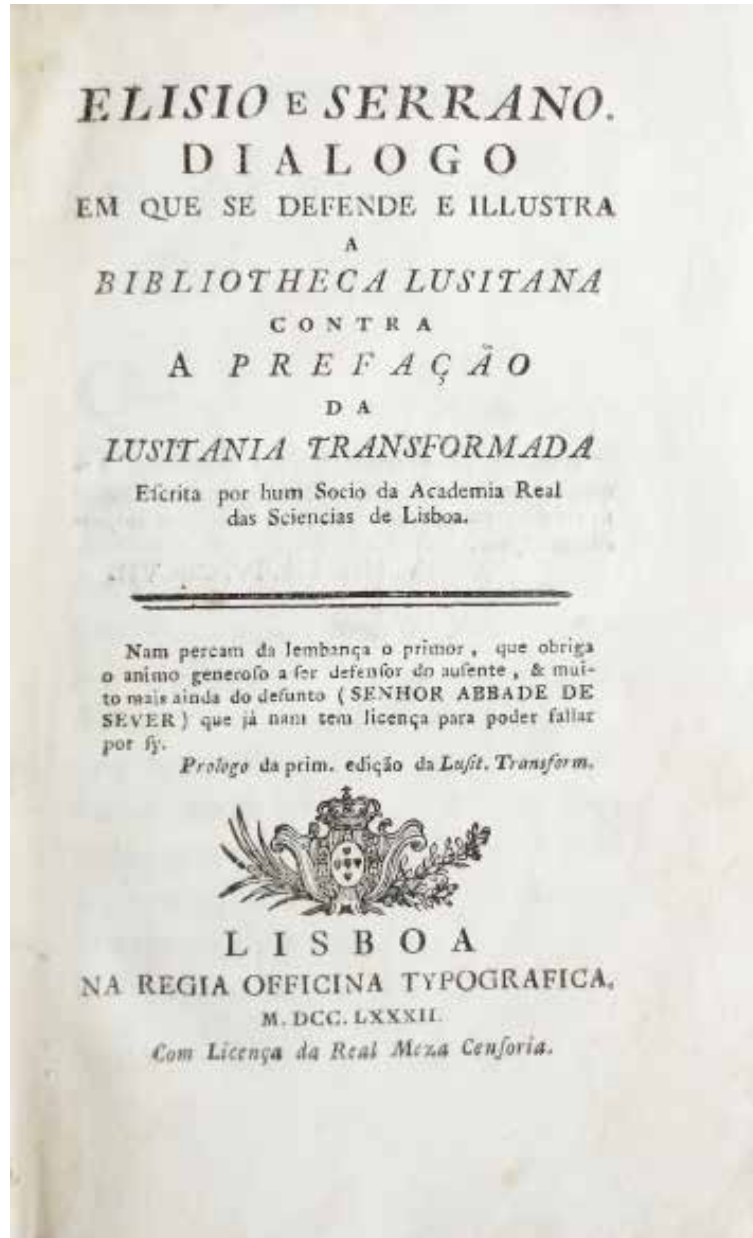 ELISIO E SERRANO.
DIALOGO
EM QUE SE DEFENDE E ILLUSTRA
A
BIBLIOTHECA LUSITANA
CONTRA
A PREFAÇÃO
DA
LUSITANIA TRANSFORMADA
Eſcrita por hum Socio da Academia Real
das Sciencias de Lisboa.
Nam percam da lembança o primor, que obriga
o animo generoſo a ſer defenſor do auſente, & mui-
to mais ainda do defunto (SENHOR ABBADE DE
SEVER) que já nam tem licença para poder fallar
por ſy.
Prologo da prim. edição da Luſit. Transform.
LISBOA
NA REGIA OFFICINA TYPOGRAFICA,
M. DCC. LXXXII.
Com Licença da Real Meza Cenſoria.